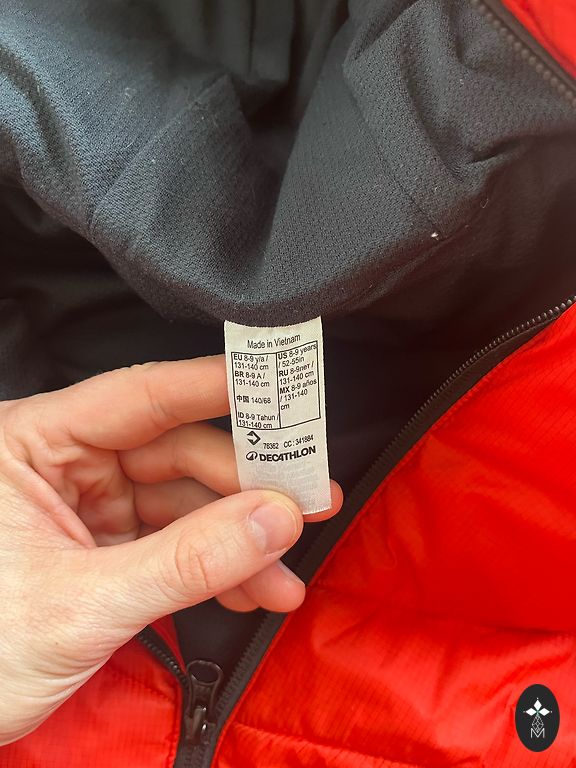 Made in Vietnam
EU 8-9 y/a /
131-140 cm
BR 8-9 A /
131-140 cm
中国 140/68
ID 8-9 Tahun /
131-140 cm
US 8-9 years
/ 52-55in
RU 8-9лет /
131-140 cm
MX 8-9 años
/ 131-140
cm
78362 CC: 341884
DECATHLON